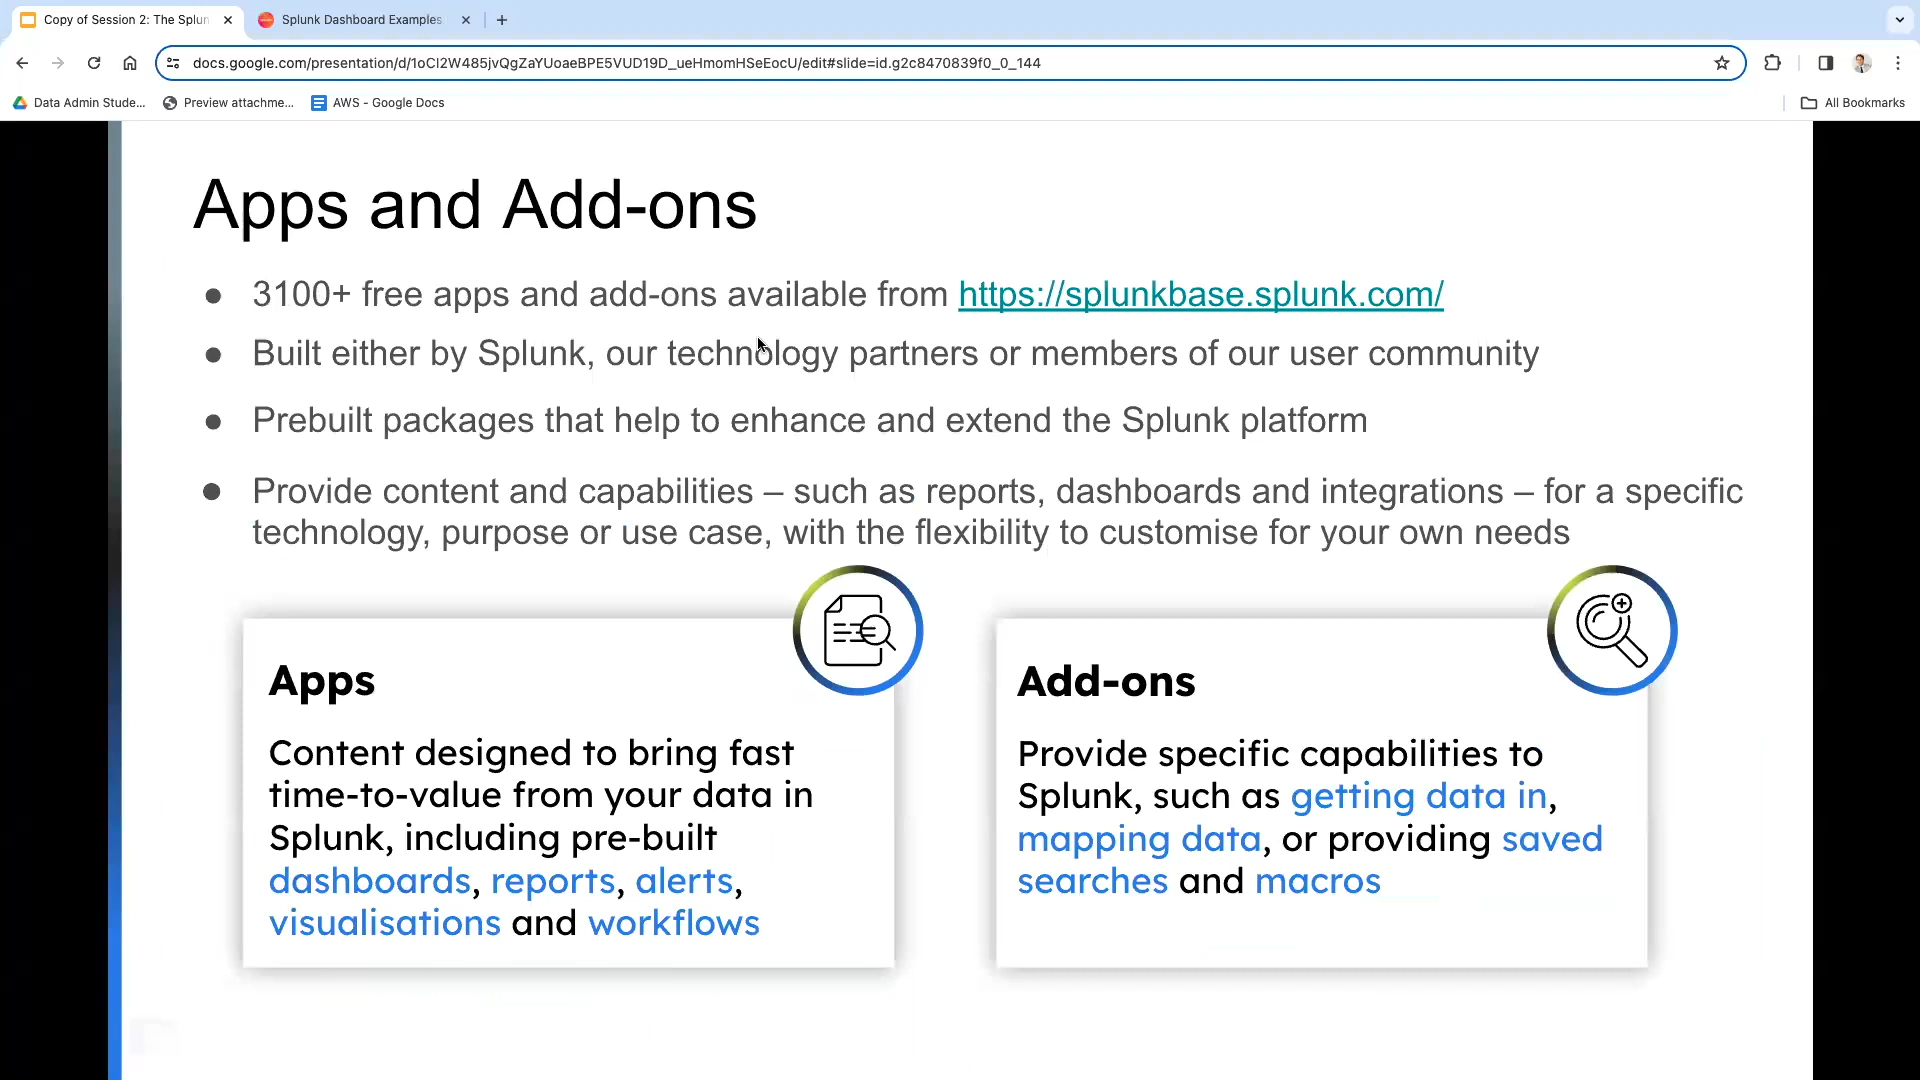 Copy of Session 2: The Splun
Splunk Dashboard Examples
docs.google.com/presentation/d/1oCl2W485jvQgZaYUoaeBPE5VUD19D_ueHmomHSeEocU/edit#slide=id.g2c8470839f0_0_144
Data Admin Stude...
Preview attachme...
AWS - Google Docs
All Bookmarks
Apps and Add-ons
● 3100+ free apps and add-ons available from https://splunkbase.splunk.com/
● Built either by Splunk, our technology partners or members of our user community
● Prebuilt packages that help to enhance and extend the Splunk platform
● Provide content and capabilities – such as reports, dashboards and integrations – for a specific
technology, purpose or use case, with the flexibility to customise for your own needs
Apps
Content designed to bring fast
time-to-value from your data in
Splunk, including pre-built
dashboards, reports, alerts,
visualisations and workflows
Add-ons
Provide specific capabilities to
Splunk, such as getting data in,
mapping data, or providing saved
searches and macros